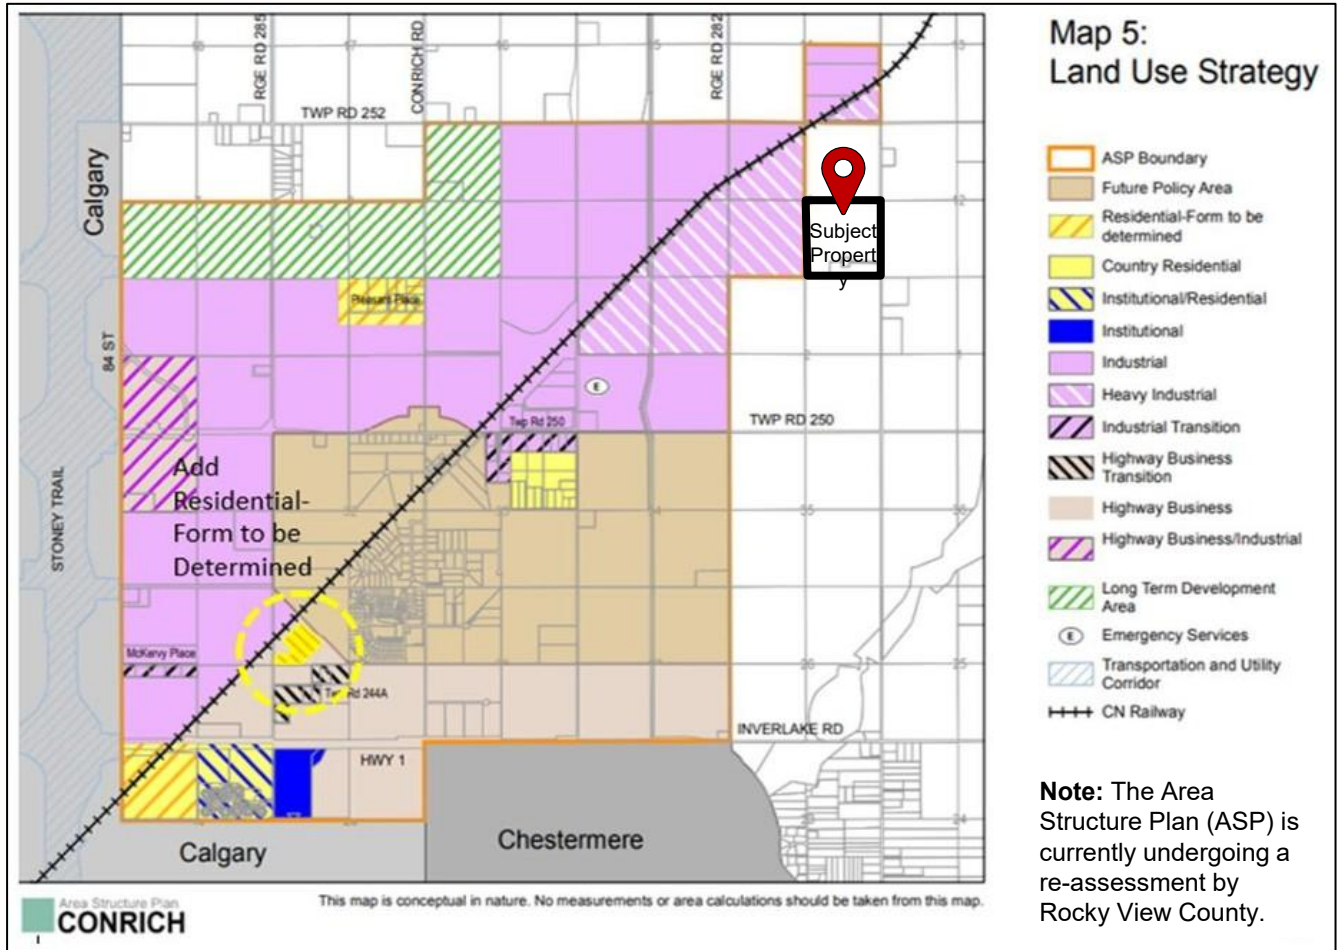 Map 5:
Land Use Strategy
ASP Boundary
Future Policy Area
Residential-Form to be
determined
Country Residential
Institutional/Residential
Institutional
Industrial
Heavy Industrial
Industrial Transition
Highway Business
Transition
Highway Business
Highway Business/Industrial
Long Term Development
Area
E Emergency Services
Transportation and Utility
Corridor
CN Railway
Note: The Area
Structure Plan (ASP) is
currently undergoing a
re-assessment by
Rocky View County.
RGE RD 285
CONRICH RD
RGE RD 282
TWP RD 252
Calgary
Subject
Propert
y
Pleasant Place
84 ST
E
TWP RD 250
Twp Rd 250
STONEY TRAIL
Add
Residential-
Form to be
Determined
McKervy Place
Twp Rd 244A
INVERLAKE RD
HWY 1
Calgary
Chestermere
This map is conceptual in nature. No measurements or area calculations should be taken from this map.
Area Structure Plan
CONRICH